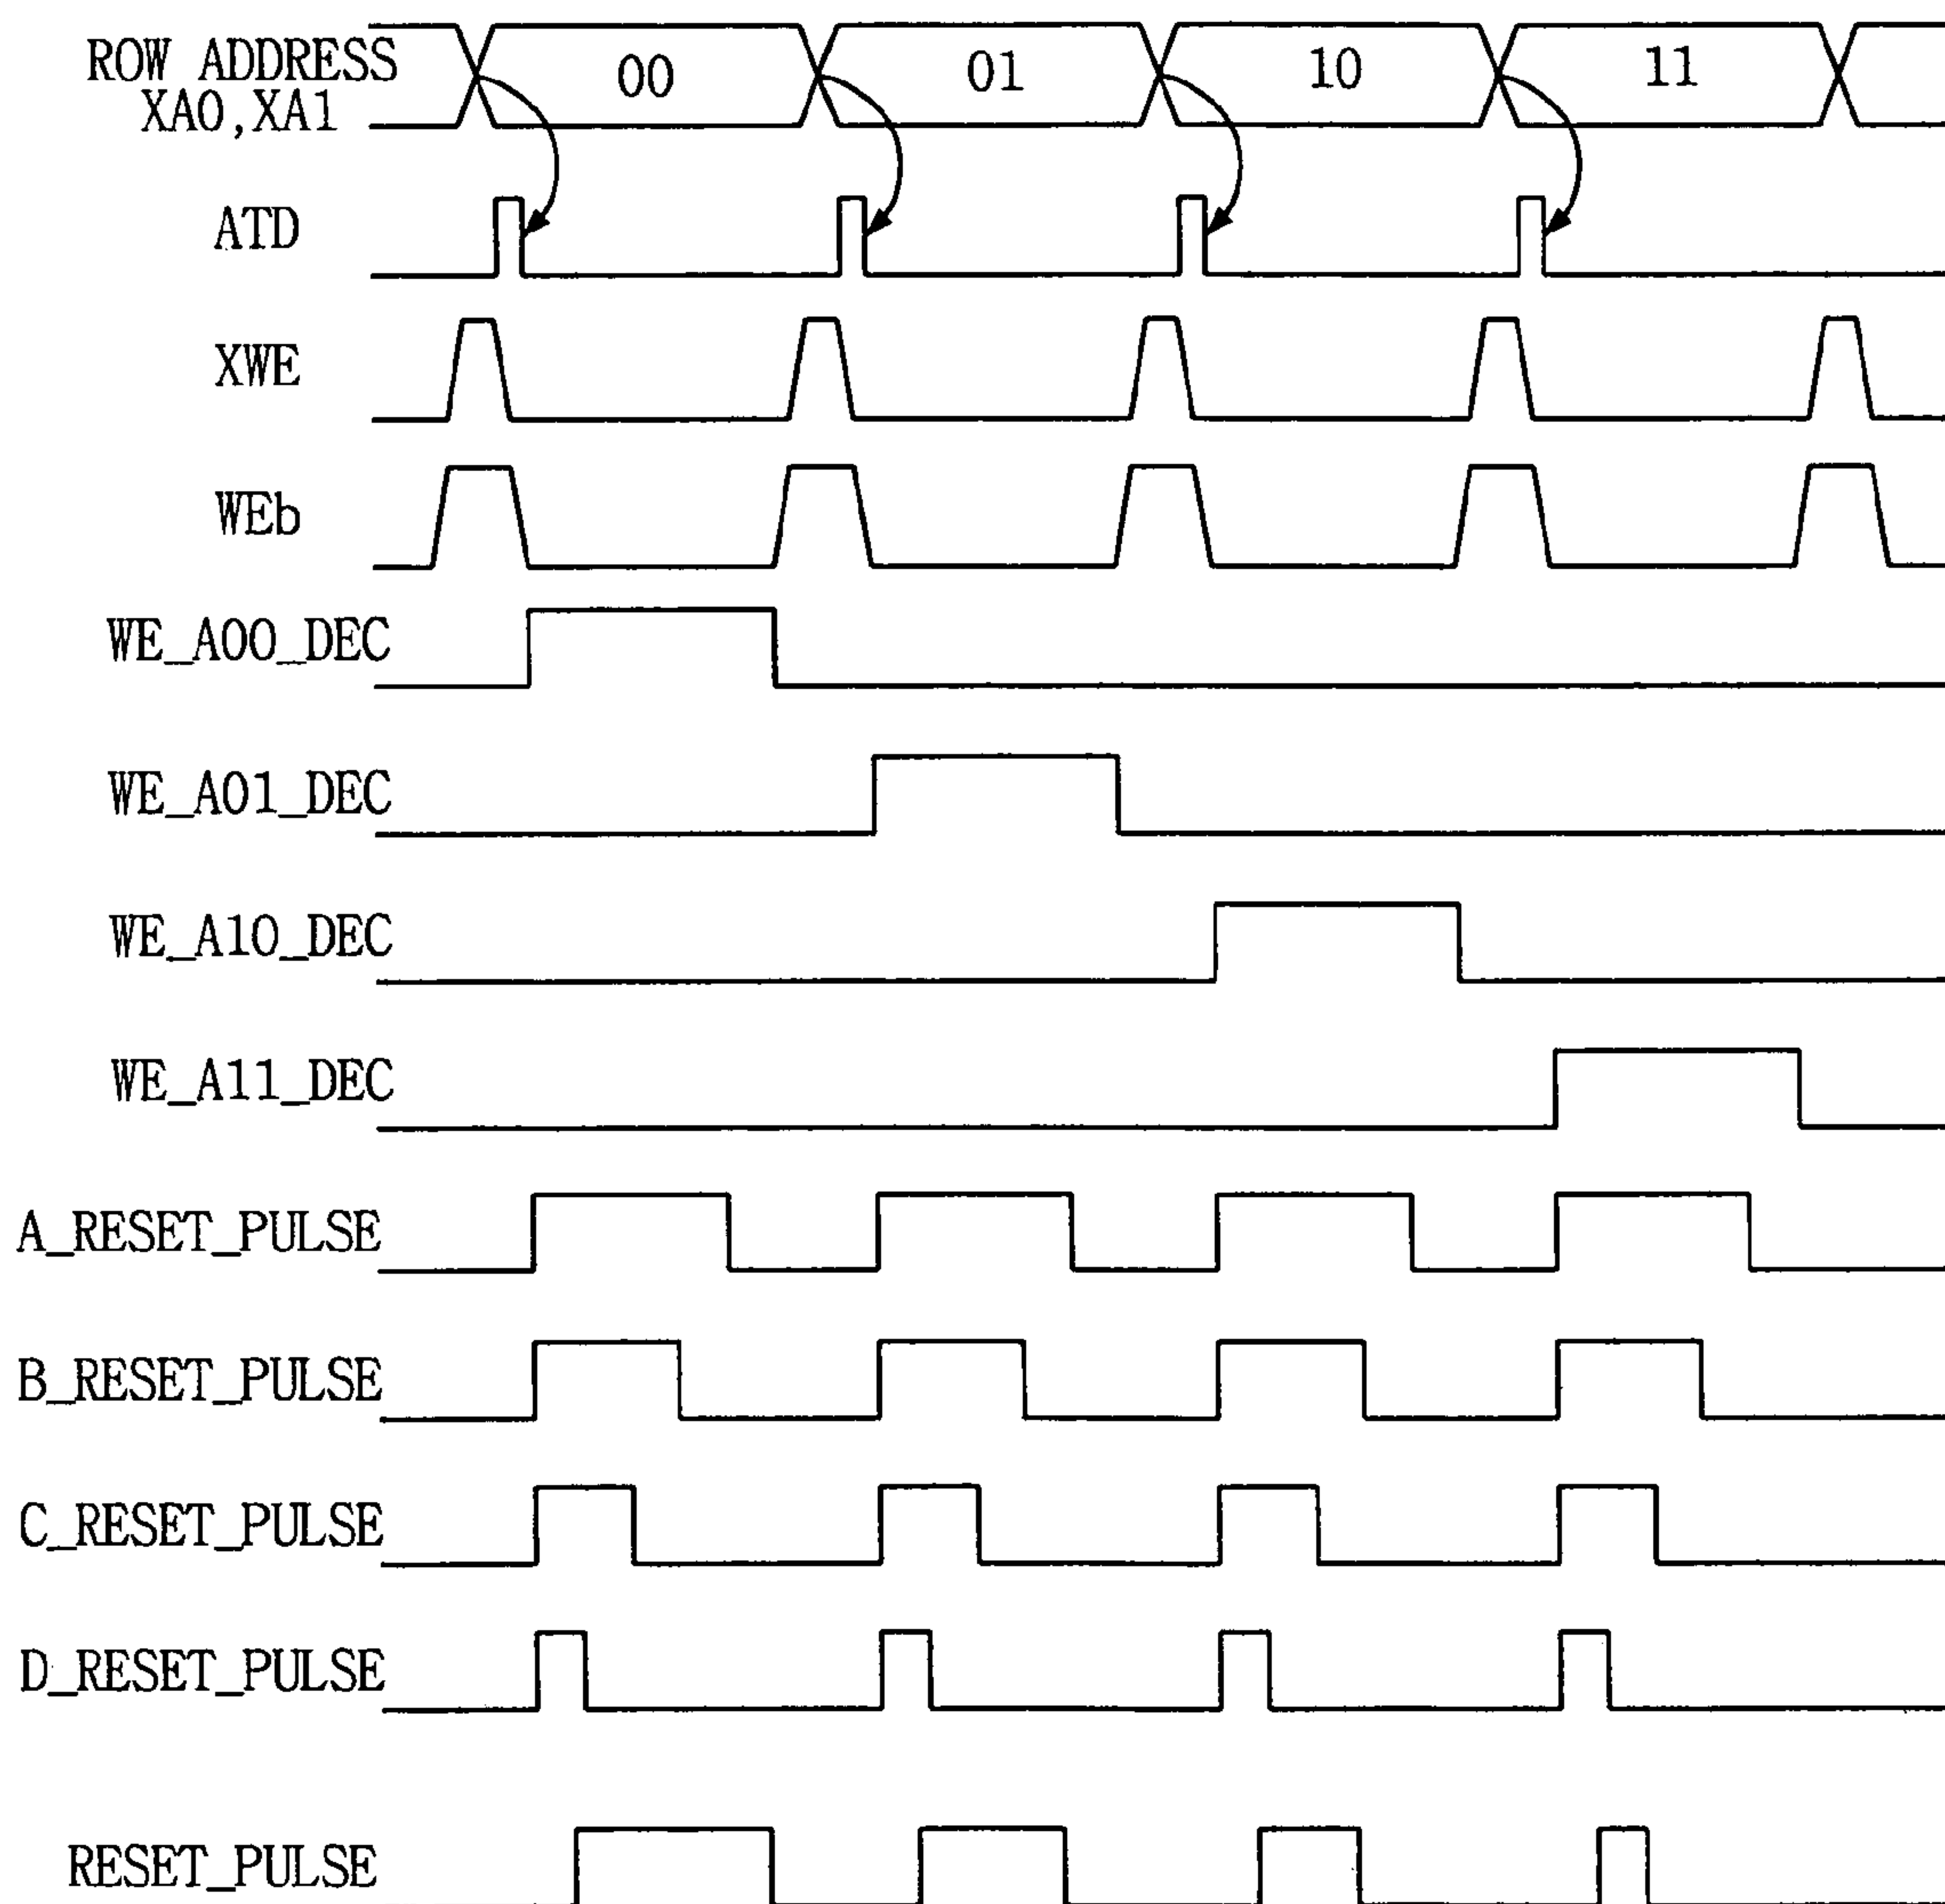 ROW ADDRESS
XA0,XA1
00
01
10
11
ATD
XWE
WEb
WE_A00_DEC
WE_A01_DEC
WE_A10_DEC
WE_A11_DEC
A_RESET_PULSE
B_RESET_PULSE
C_RESET_PULSE
D_RESET_PULSE
RESET_PULSE